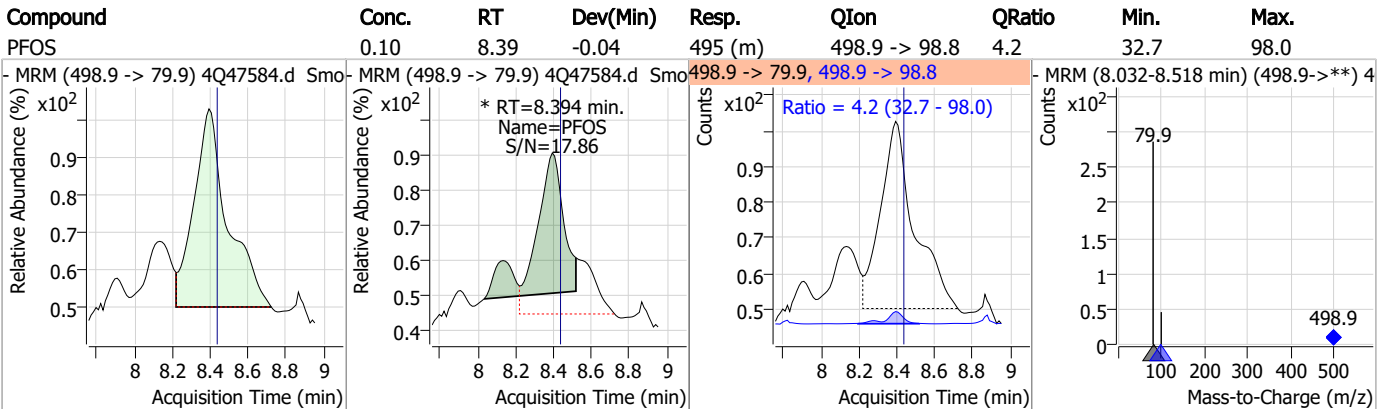 Compound Conc. RT Dev(Min) Resp. QIon QRatio Min. Max.
PFOS 0.10 8.39 -0.04 495 (m) 498.9 -> 98.8 4.2 32.7 98.0
- MRM (498.9 -> 79.9) 4Q47584.d Smo
Relative Abundance (%)
x10²
0.9
0.8
0.7
0.6
0.5
8 8.2 8.4 8.6 8.8 9
Acquisition Time (min)
- MRM (498.9 -> 79.9) 4Q47584.d Smo
Relative Abundance (%)
x10²
* RT=8.394 min.
Name=PFOS
S/N=17.86
0.9
0.8
0.7
0.6
0.5
0.4
8 8.2 8.4 8.6 8.8 9
Acquisition Time (min)
498.9 -> 79.9, 498.9 -> 98.8
Counts
x10²
Ratio = 4.2 (32.7 - 98.0)
0.9
0.8
0.7
0.6
0.5
8 8.2 8.4 8.6 8.8 9
Acquisition Time (min)
- MRM (8.032-8.518 min) (498.9->**) 4
Counts
x10²
79.9
2.5
2
1.5
1
0.5
0
498.9
100 200 300 400 500
Mass-to-Charge (m/z)